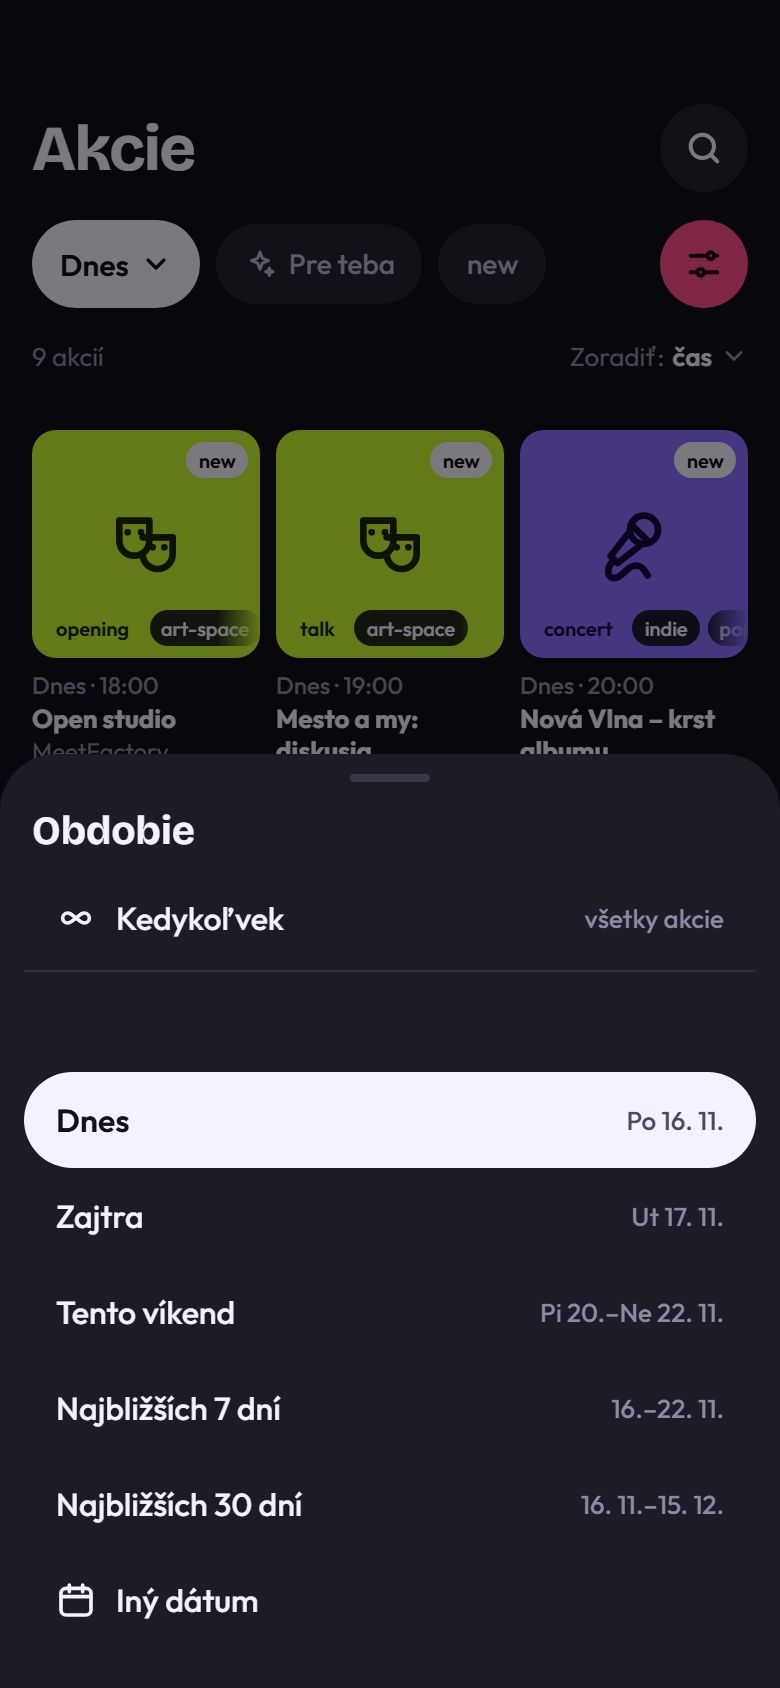 Akcie
Dnes
Pre teba
new
9 akcií
Zoradiť: čas
new
new
new
opening art-space
talk art-space
concert indie
Dnes · 18:00
Dnes · 19:00
Dnes · 20:00
Open studio
Mesto a my:
Nová Vlna – krst
MeetFactory
diskusia
albumu
Obdobie
Kedykoľvek všetky akcie
Dnes Po 16. 11.
Zajtra Ut 17. 11.
Tento víkend Pi 20.–Ne 22. 11.
Najbližších 7 dní 16.–22. 11.
Najbližších 30 dní 16. 11.–15. 12.
Iný dátum